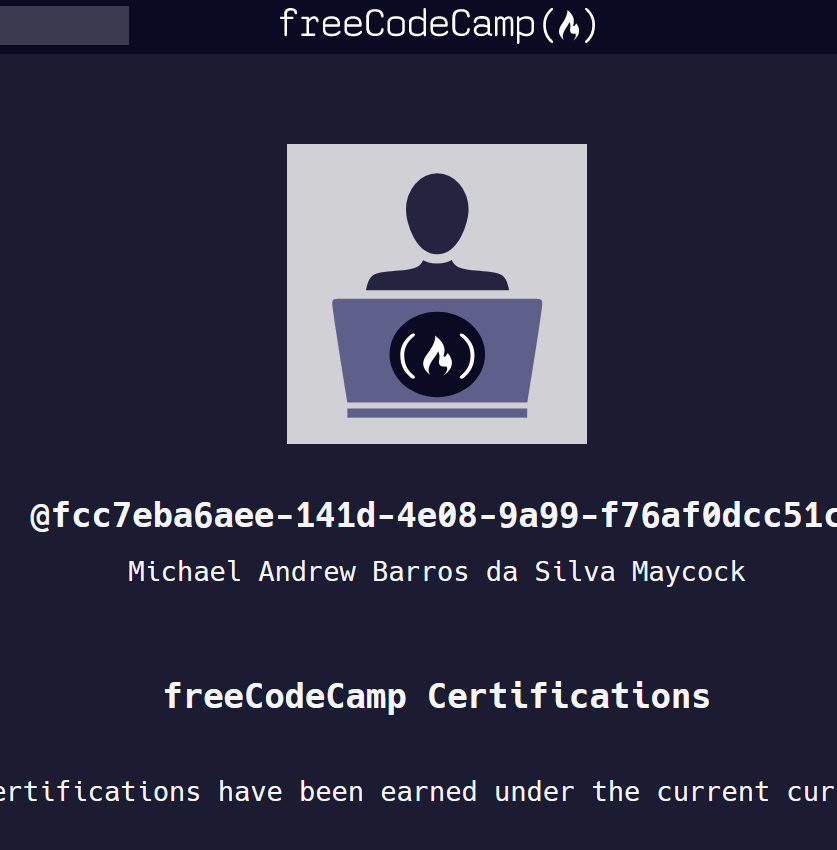 freeCodeCamp
@fcc7eba6aee-141d-4e08-9a99-f76af0dcc51c
Michael Andrew Barros da Silva Maycock
freeCodeCamp Certifications
ertifications have been earned under the current cur